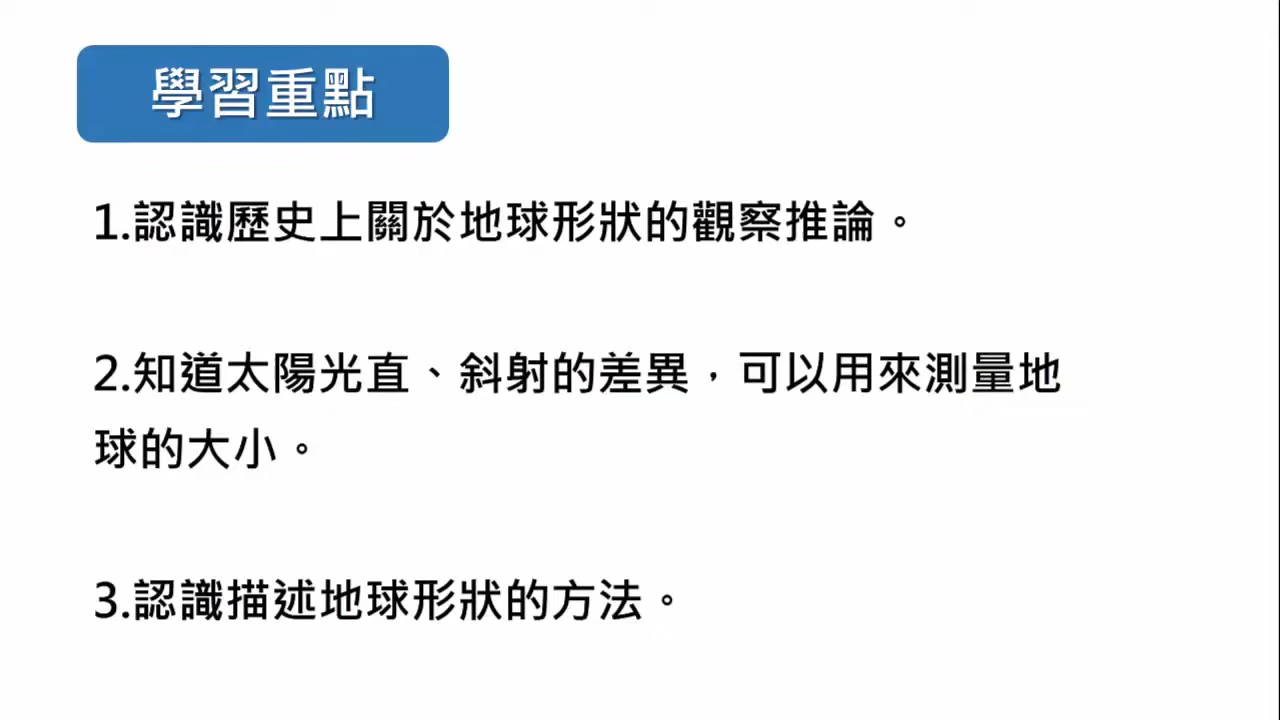 學習重點
1.認識歷史上關於地球形狀的觀察推論。
2.知道太陽光直、斜射的差異，可以用來測量地
球的大小。
3.認識描述地球形狀的方法。